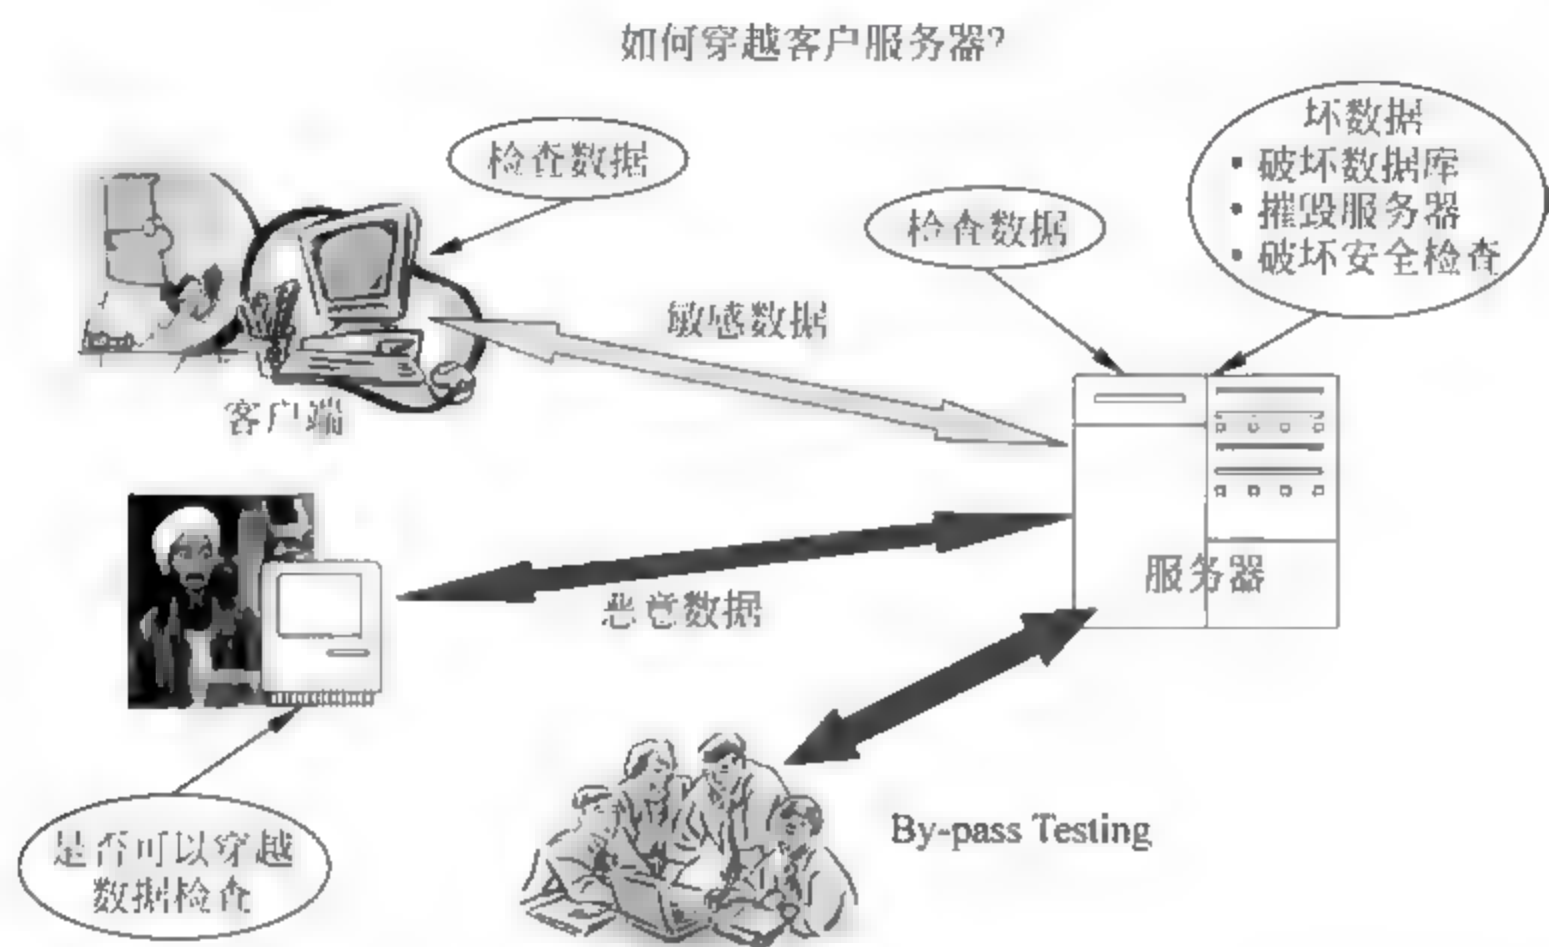 如何穿越客户服务器?
检查数据
检查数据
坏数据
• 破坏数据库
• 摧毁服务器
• 破坏安全检查
敏感数据
客户端
恶意数据
服务器
By-pass Testing
是否可以穿越
数据检查